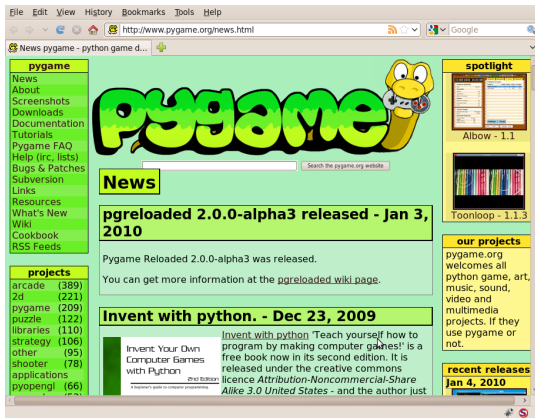 File Edit View History Bookmarks Tools Help
http://www.pygame.org/news.html
Google
News pygame - python game d...
pygame
News
About
Screenshots
Downloads
Documentation
Tutorials
Pygame FAQ
Help (irc, lists)
Bugs & Patches
Subversion
Links
Resources
What's New
Wiki
Cookbook
RSS Feeds
projects
arcade (389)
2d (221)
pygame (209)
puzzle (122)
libraries (110)
strategy (106)
other (95)
shooter (78)
applications
pyopengl (66)
pygame
Search the pygame.org website
News
pgreloaded 2.0.0-alpha3 released - Jan 3,
2010
Pygame Reloaded 2.0.0-alpha3 was released.
You can get more information at the pgreloaded wiki page.
Invent with python. - Dec 23, 2009
Invent Your Own
Computer Games
with Python
2nd Edition
A beginner's guide to computer programming
Invent with python 'Teach yourself how to
program by making computer games!' is a
free book now in its second edition. It is
released under the creative commons
licence Attribution-Noncommercial-Share
Alike 3.0 United States - and the author just
spotlight
Albow - 1.1
Toonloop - 1.1.3
our projects
pygame.org
welcomes all
python game, art,
music, sound,
video and
multimedia
projects. If they
use pygame or
not.
recent releases
Jan 4, 2010